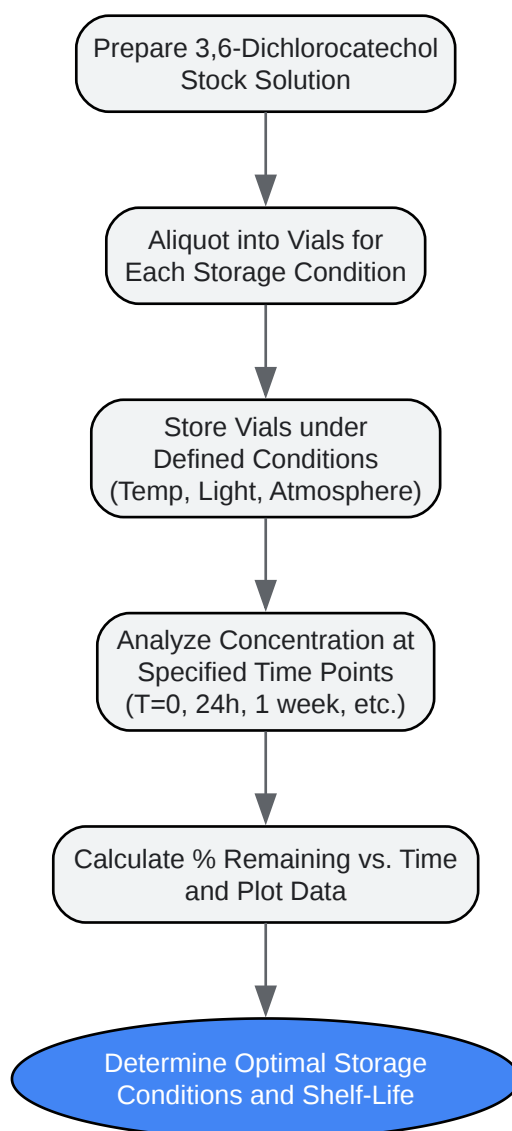 Prepare 3,6-Dichlorocatechol
Stock Solution
Aliquot into Vials for
Each Storage Condition
Store Vials under
Defined Conditions
(Temp, Light, Atmosphere)
Analyze Concentration at
Specified Time Points
(T=0, 24h, 1 week, etc.)
Calculate % Remaining vs. Time
and Plot Data
Determine Optimal Storage
Conditions and Shelf-Life